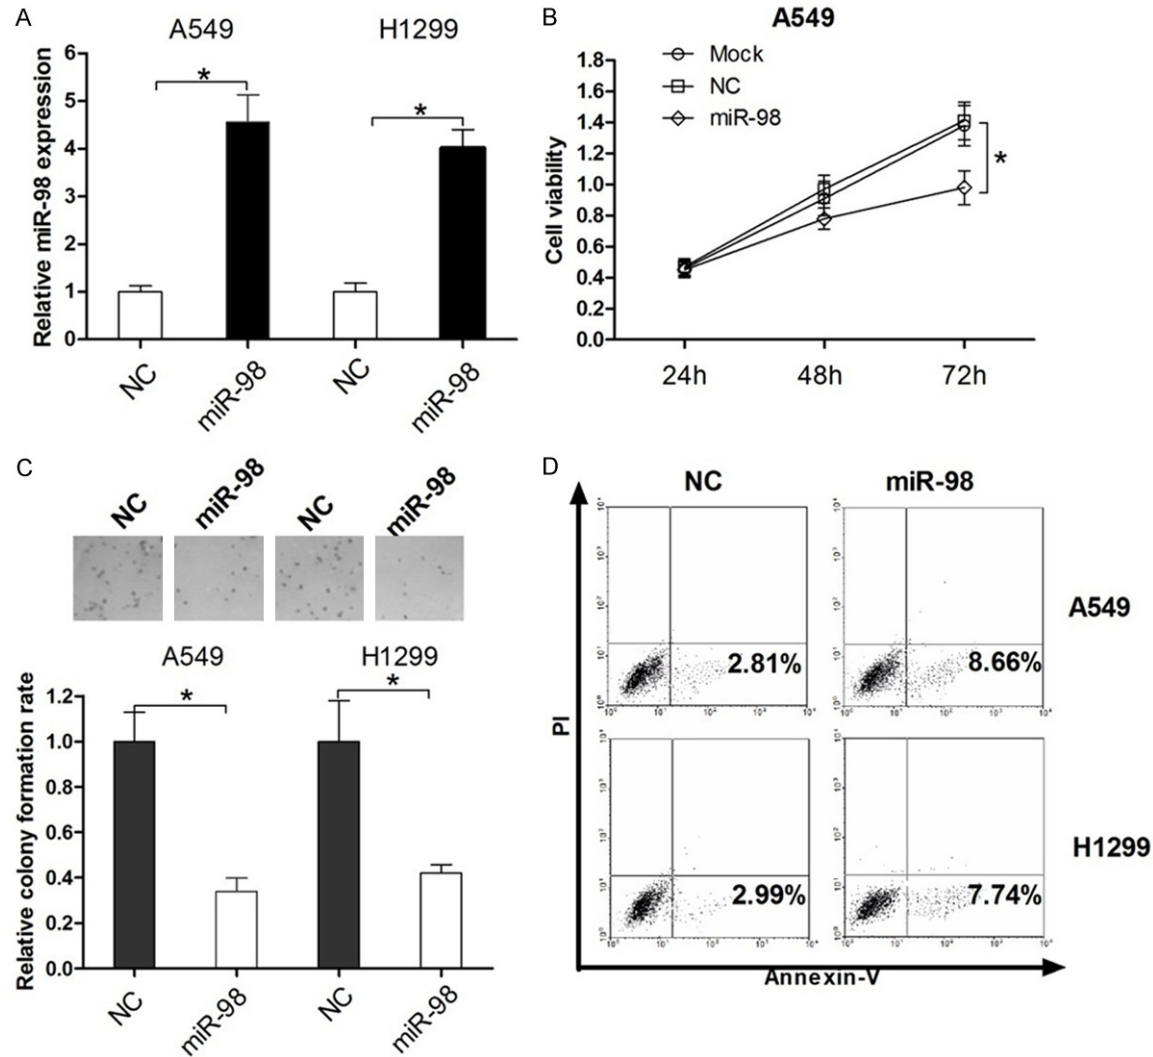 A
A549
H1299
Relative miR-98 expression
6
5
4
3
2
1
0
*
*
NC
miR-98
NC
miR-98
B
A549
Mock
NC
miR-98
Cell viability
1.8
1.6
1.4
1.2
1.0
0.8
0.6
0.4
0.2
0.0
*
24h
48h
72h
C
NC
miR-98
NC
miR-98
A549
H1299
Relative colony formation rate
1.2
1.0
0.8
0.6
0.4
0.2
0.0
*
*
NC
miR-98
NC
miR-98
D
NC
miR-98
PI
2.81%
8.66%
A549
2.99%
7.74%
H1299
Annexin-V